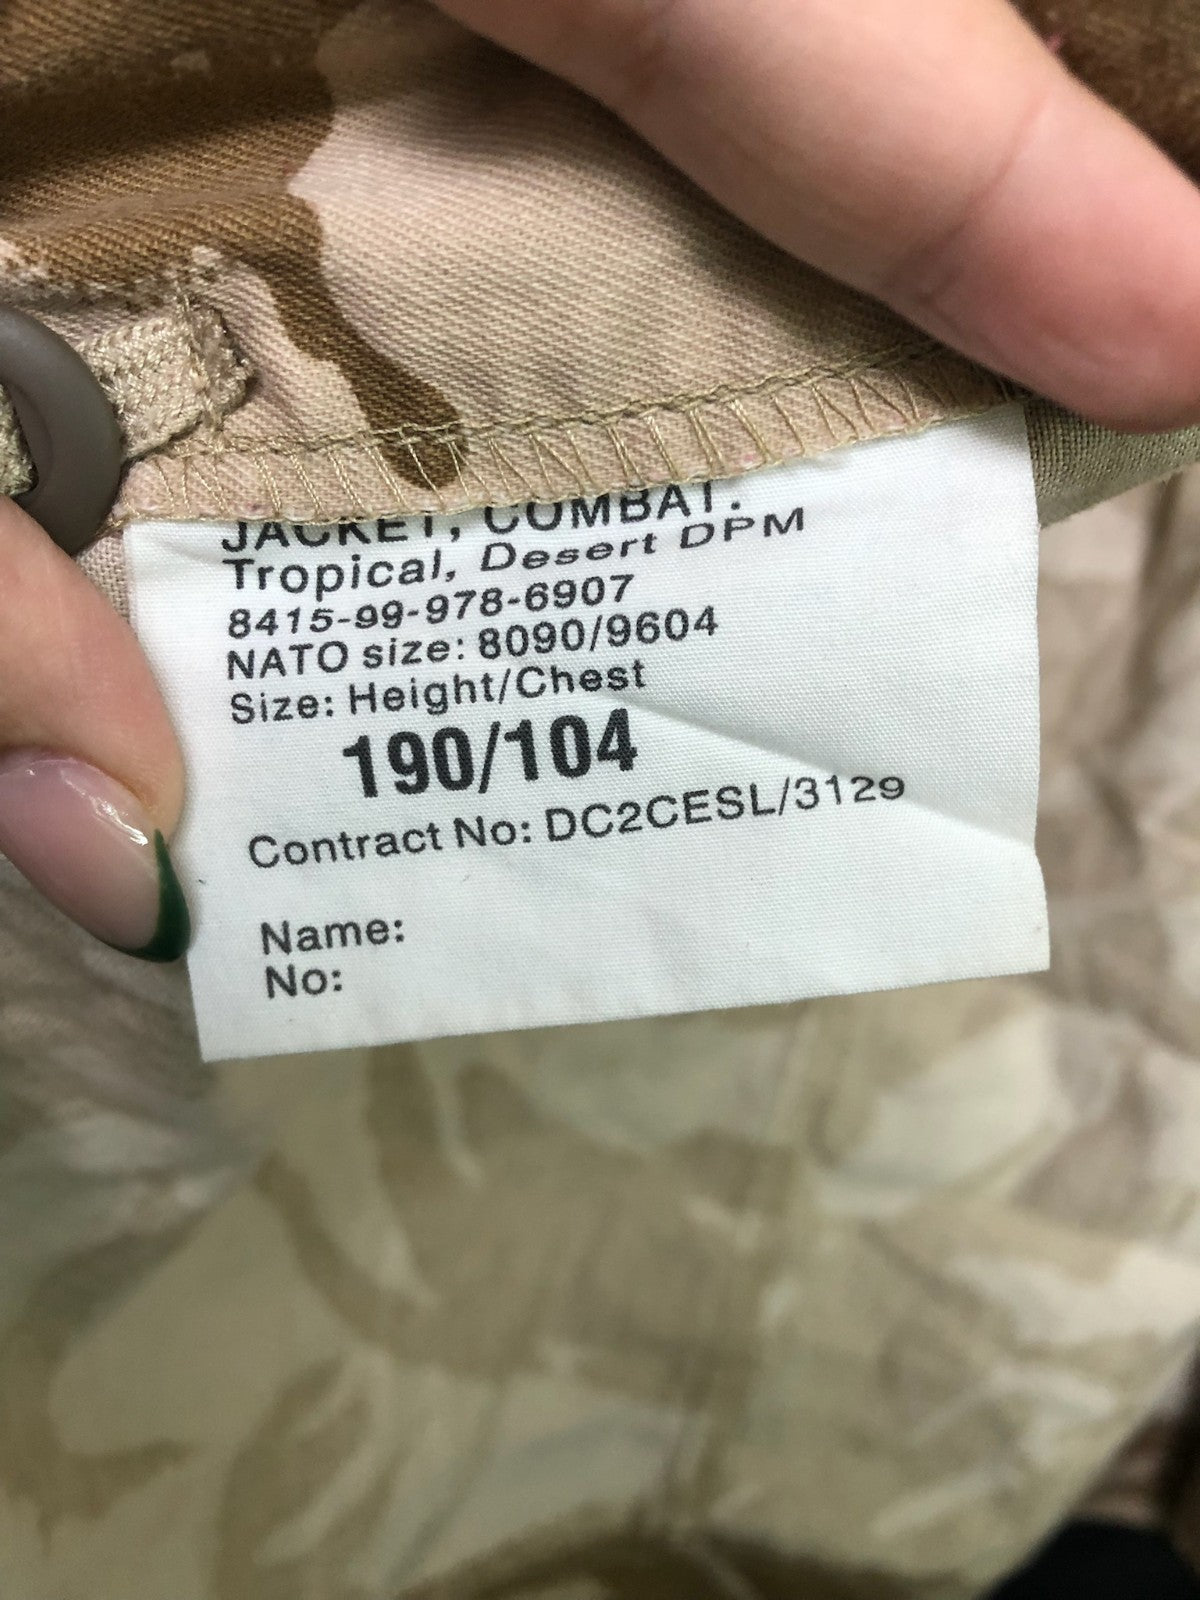 JACKET, COMBAT.
Tropical, Desert DPM
8415-99-978-6907
NATO size: 8090/9604
Size: Height/Chest
190/104
Contract No: DC2CESL/3129
Name:
No: